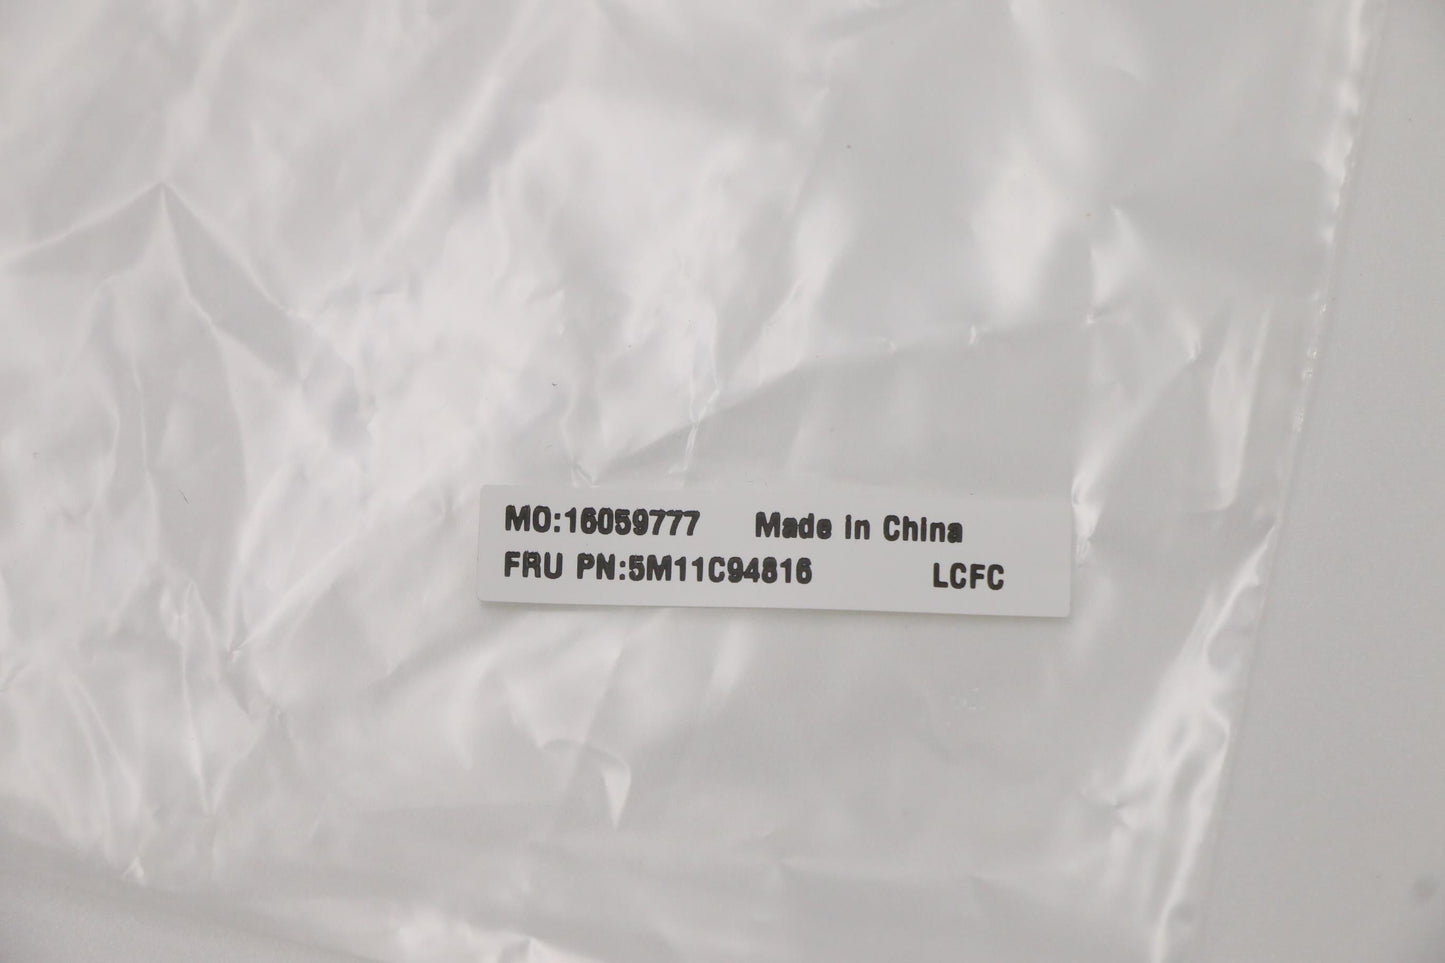 MO:16059777 Made in China
FRU PN:5M11C94816 LCFC